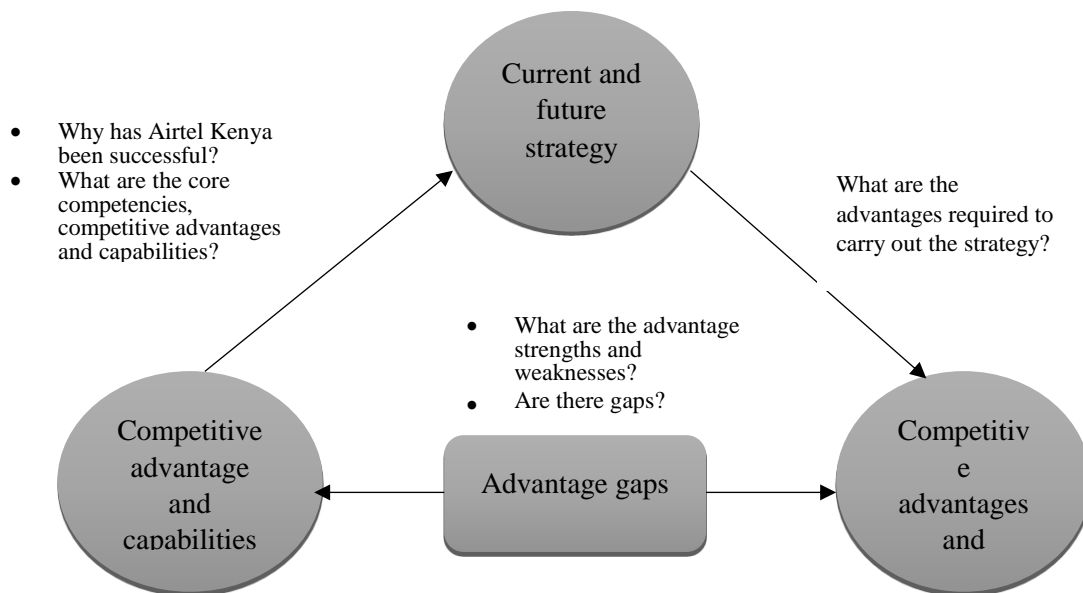 Current and
future
strategy
• Why has Airtel Kenya
been successful?
• What are the core
competencies,
competitive advantages
and capabilities?
What are the
advantages required to
carry out the strategy?
• What are the advantage
strengths and
weaknesses?
• Are there gaps?
Competitive
advantage
and
capabilities
Advantage gaps
Competitiv
e
advantages
and